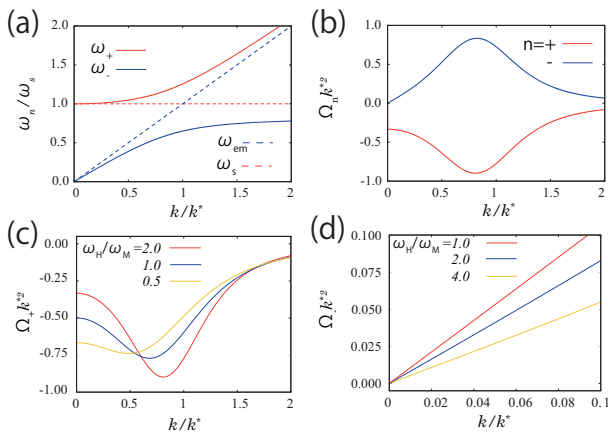 (a)
2.0
1.5
1.0
0.5
0.0
ω_n/ω_s
ω_+
ω_-
ω_em
ω_s
0 0.5 1 1.5 2
k/k*
(b)
1.0
0.5
0.0
-0.5
-1.0
Ω_n k*²
n=+
-
0 0.5 1 1.5 2
k/k*
(c)
0.00
-0.25
-0.50
-0.75
-1.00
Ω_+ k*²
ω_H/ω_M=2.0
1.0
0.5
0 0.5 1 1.5 2
k/k*
(d)
0.100
0.075
0.050
0.025
0.000
Ω_- k*²
ω_H/ω_M=1.0
2.0
4.0
0 0.02 0.04 0.06 0.08 0.1
k/k*